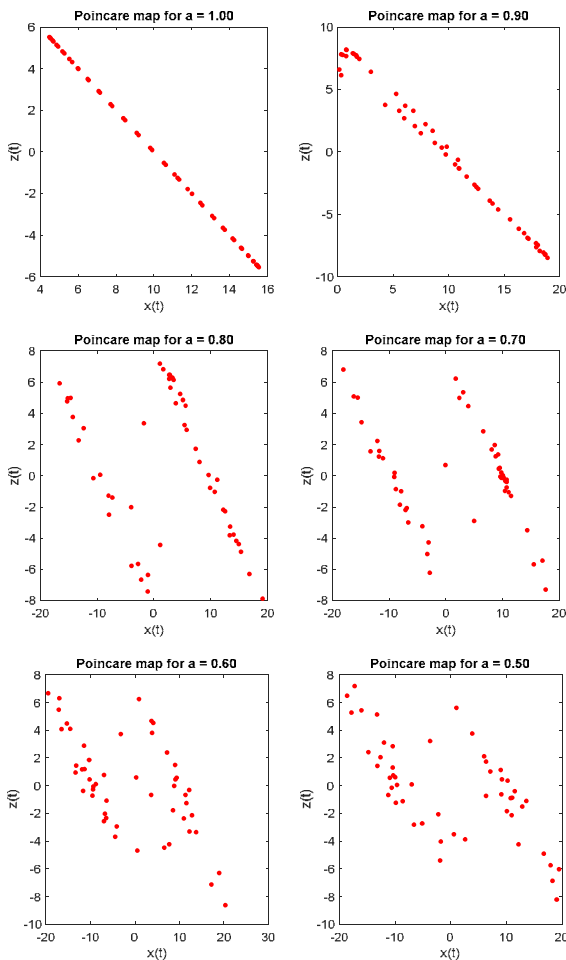 Poincare map for a = 1.00
6
4
2
0
-2
-4
-6
z(t)
4 6 8 10 12 14 16
x(t)
Poincare map for a = 0.90
10
5
0
-5
-10
z(t)
0 5 10 15 20
x(t)
Poincare map for a = 0.80
8
6
4
2
0
-2
-4
-6
-8
z(t)
-20 -10 0 10 20
x(t)
Poincare map for a = 0.70
8
6
4
2
0
-2
-4
-6
-8
z(t)
-20 -10 0 10 20
x(t)
Poincare map for a = 0.60
8
6
4
2
0
-2
-4
-6
-8
-10
z(t)
-20 -10 0 10 20 30
x(t)
Poincare map for a = 0.50
8
6
4
2
0
-2
-4
-6
-8
-10
z(t)
-20 -10 0 10 20
x(t)